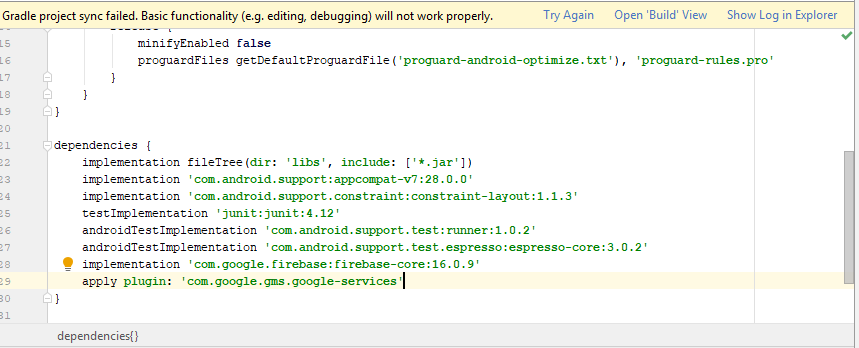 Gradle project sync failed. Basic functionality (e.g. editing, debugging) will not work properly. Try Again Open 'Build' View Show Log in Explorer
15 minifyEnabled false
16 proguardFiles getDefaultProguardFile('proguard-android-optimize.txt'), 'proguard-rules.pro'
17 }
18 }
19 }
20
21 dependencies {
22 implementation fileTree(dir: 'libs', include: ['*.jar'])
23 implementation 'com.android.support:appcompat-v7:28.0.0'
24 implementation 'com.android.support.constraint:constraint-layout:1.1.3'
25 testImplementation 'junit:junit:4.12'
26 androidTestImplementation 'com.android.support.test:runner:1.0.2'
27 androidTestImplementation 'com.android.support.test.espresso:espresso-core:3.0.2'
28 implementation 'com.google.firebase:firebase-core:16.0.9'
29 apply plugin: 'com.google.gms.google-services'
30 }
31
dependencies{}